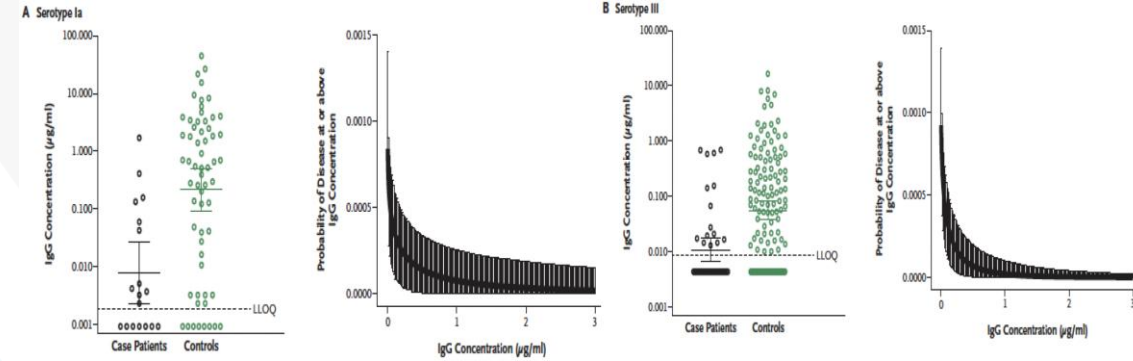 A Serotype Ia
100.000
10.000
1.000
0.100
0.010
0.001
IgG Concentration (µg/ml)
LLOQ
Case Patients Controls
0.0015
0.0010
0.0005
0.0000
Probability of Disease at or above
IgG Concentration
0 1 2 3
IgG Concentration (µg/ml)
B Serotype III
100.000
10.000
1.000
0.100
0.010
0.001
IgG Concentration (µg/ml)
LLOQ
Case Patients Controls
0.0015
0.0010
0.0005
0.0000
Probability of Disease at or above
IgG Concentration
0 1 2 3
IgG Concentration (µg/ml)